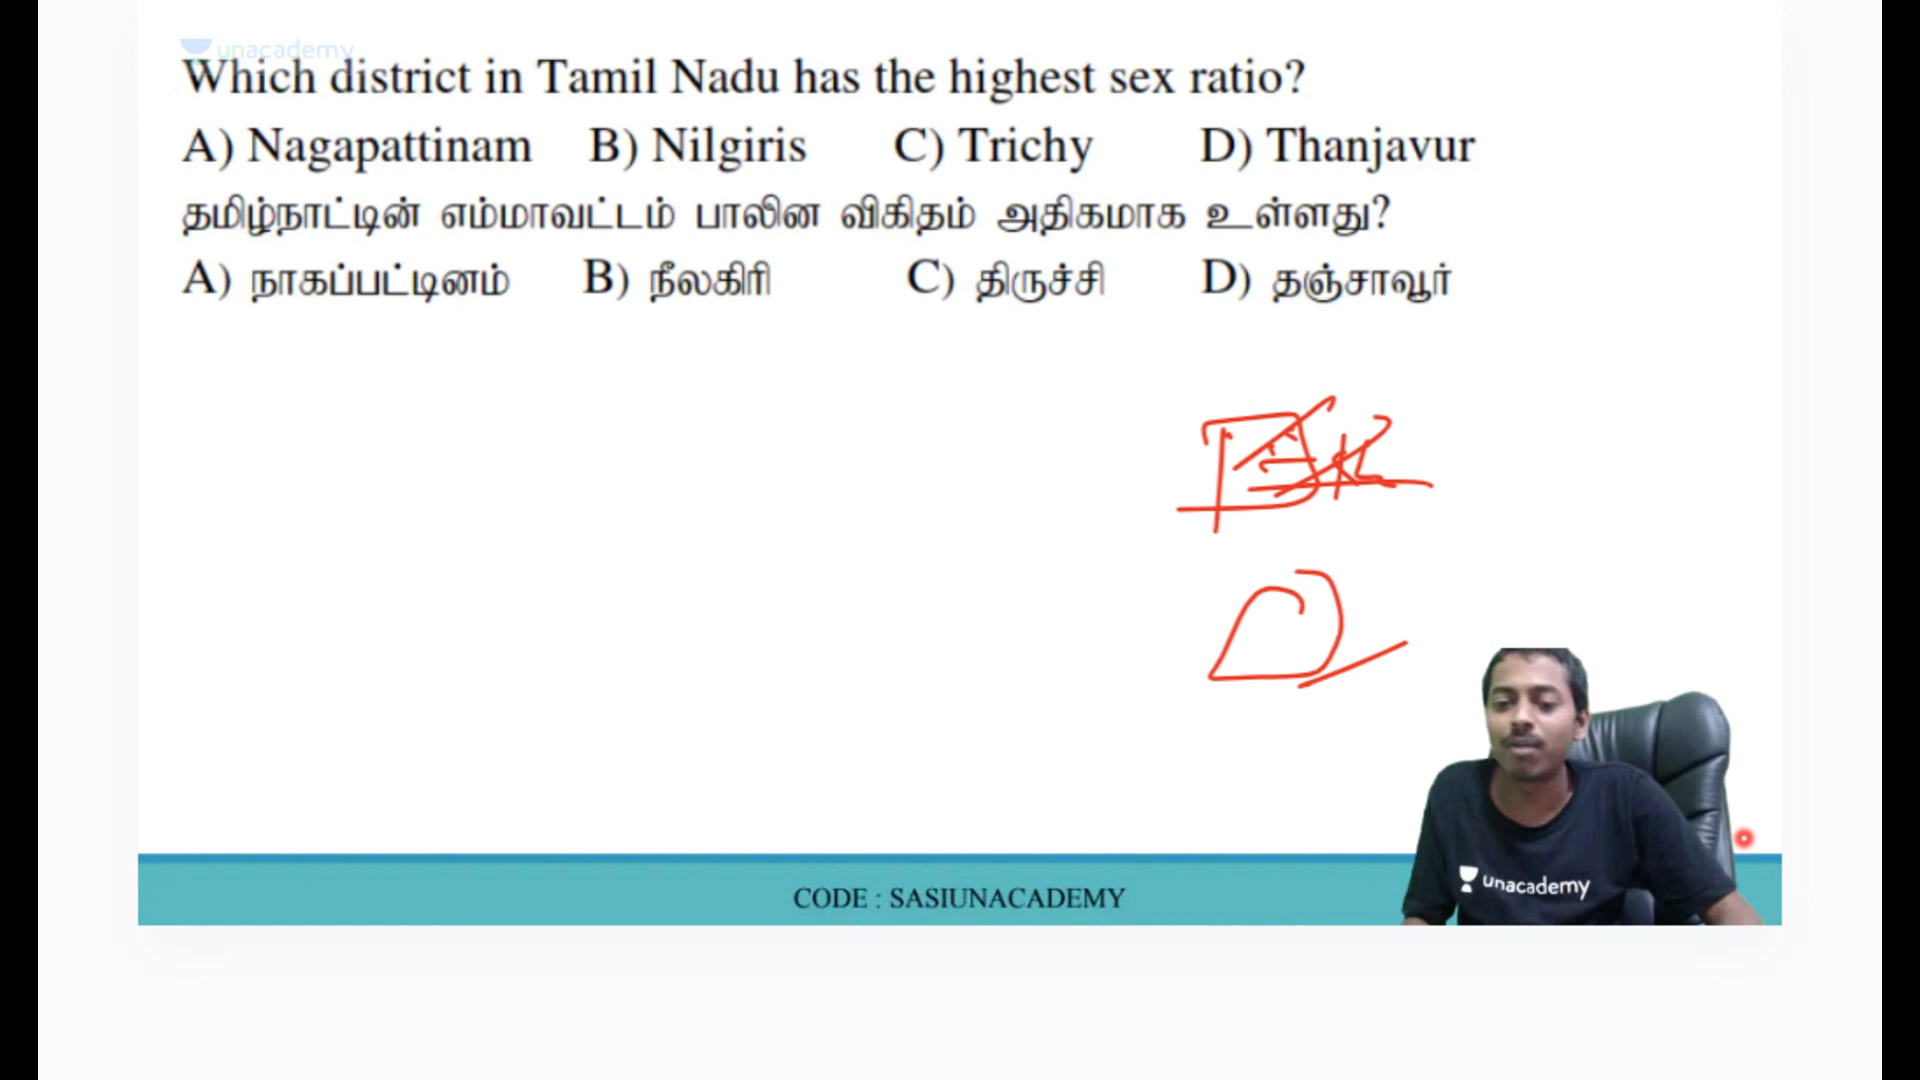 unacademy
Which district in Tamil Nadu has the highest sex ratio?
A) Nagapattinam B) Nilgiris C) Trichy D) Thanjavur
தமிழ்நாட்டின் எம்மாவட்டம் பாலின விகிதம் அதிகமாக உள்ளது?
A) நாகப்பட்டினம் B) நீலகிரி C) திருச்சி D) தஞ்சாவூர்
unacademy
CODE : SASIUNACADEMY